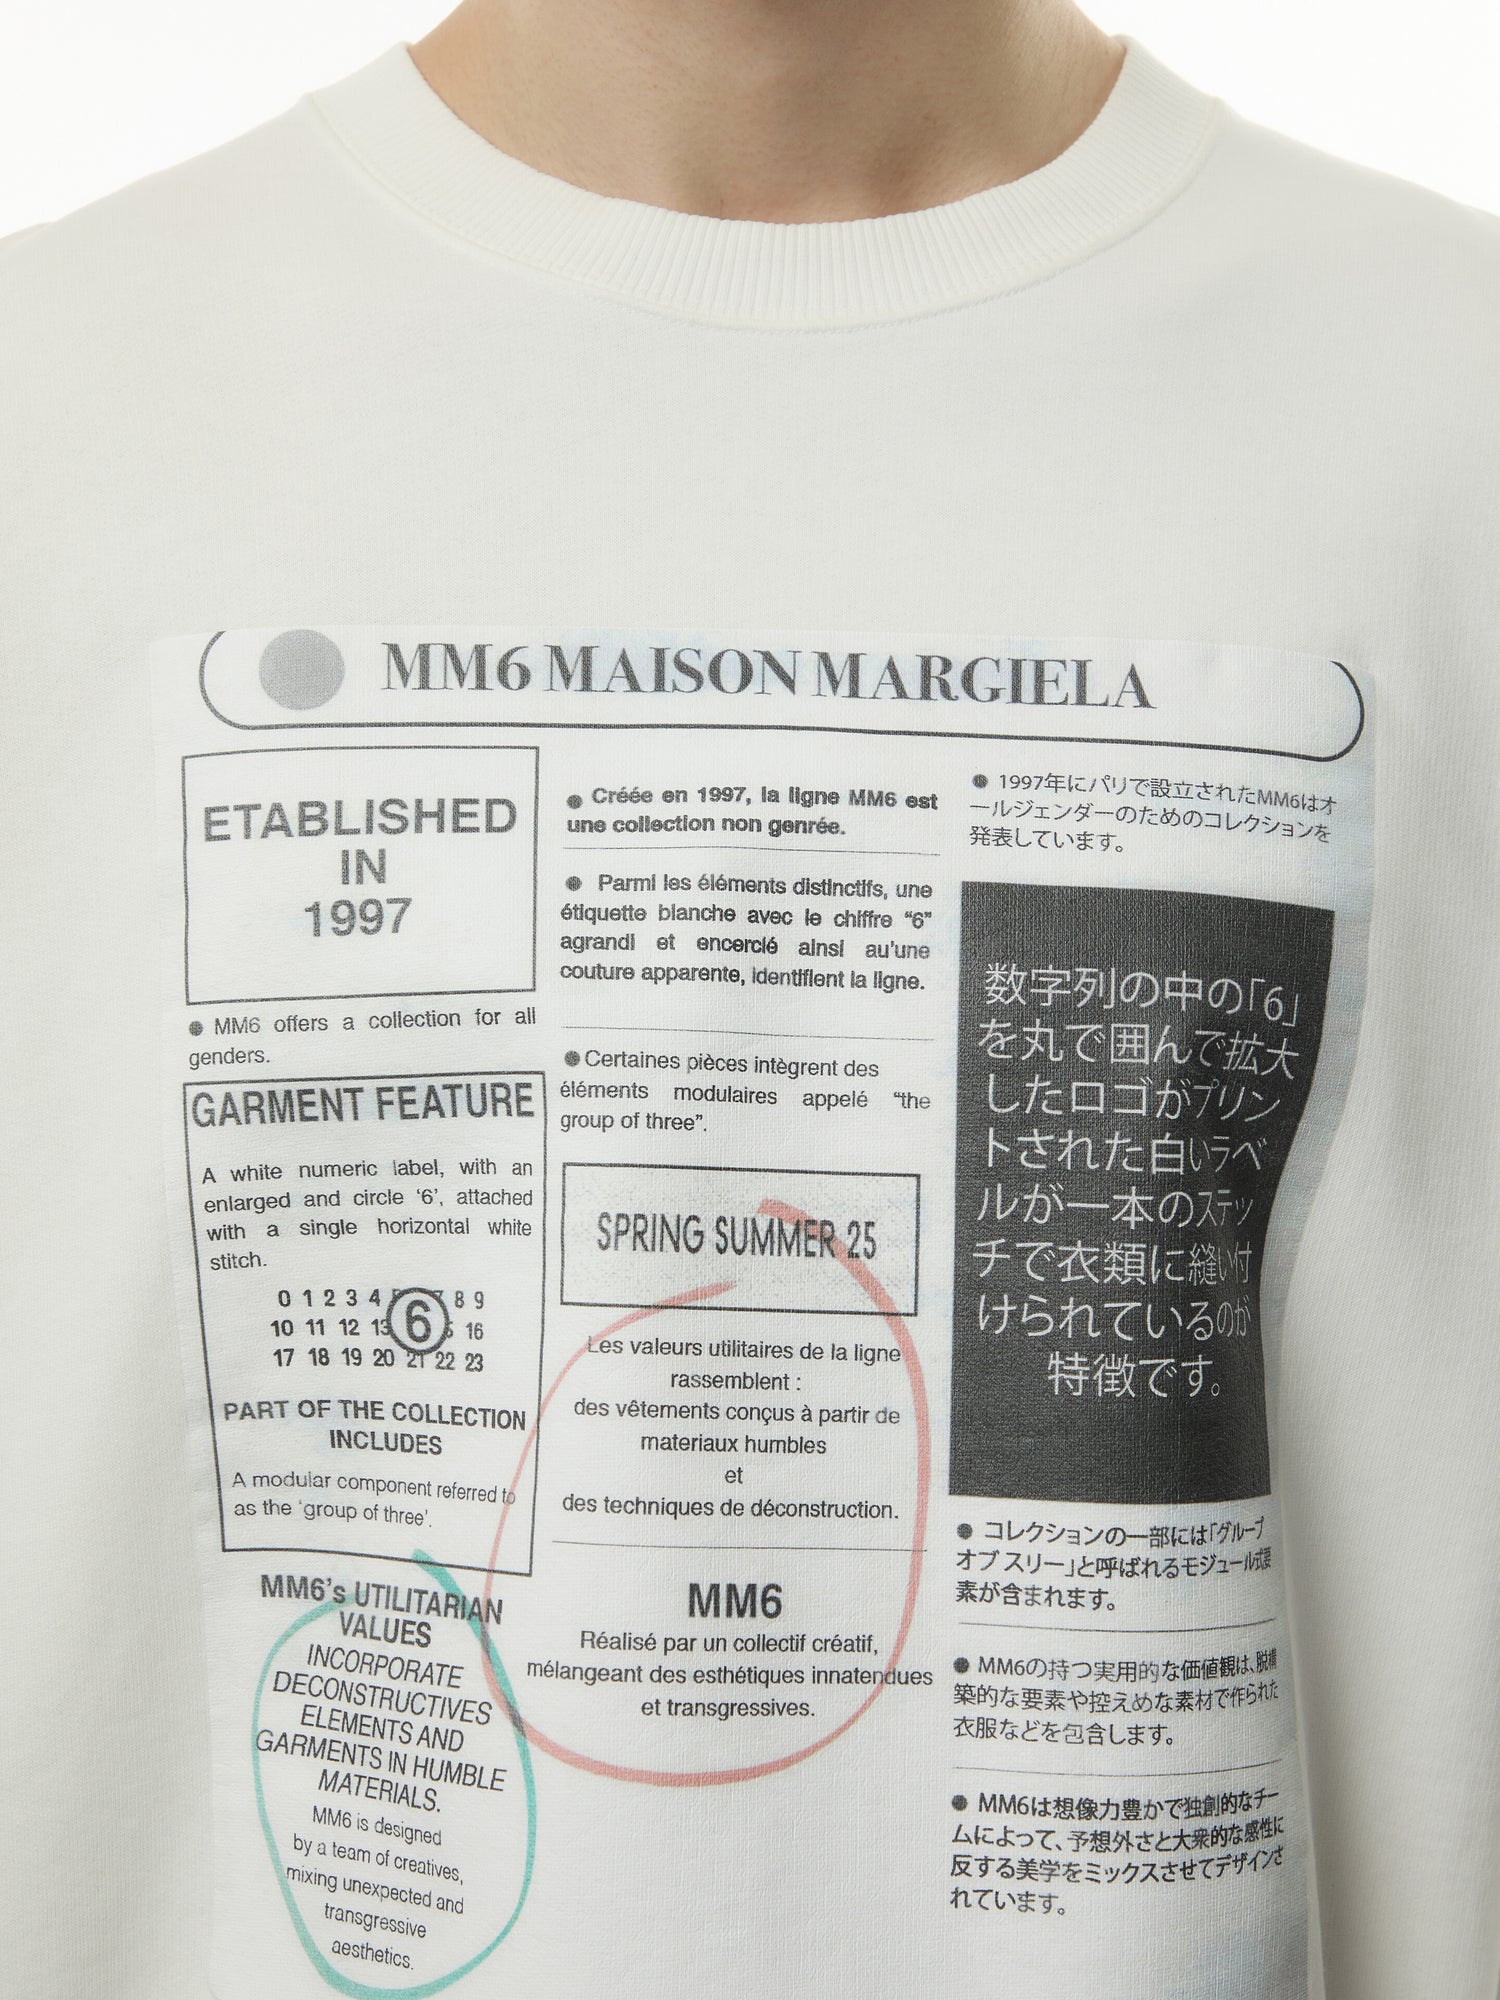 MM6 MAISON MARGIELA
ETABLISHED
IN
1997
● MM6 offers a collection for all
genders.
GARMENT FEATURE
A white numeric label, with an
enlarged and circle ‘6’, attached
with a single horizontal white
stitch.
0 1 2 3 4 6 8 9
10 11 12 13 16
17 18 19 20 21 22 23
PART OF THE COLLECTION
INCLUDES
A modular component referred to
as the ‘group of three’.
MM6’s UTILITARIAN
VALUES
INCORPORATE
DECONSTRUCTIVES
ELEMENTS AND
GARMENTS IN HUMBLE
MATERIALS.
MM6 is designed
by a team of creatives,
mixing unexpected and
transgressive
aesthetics.
● Créée en 1997, la ligne MM6 est
une collection non genrée.
● Parmi les éléments distinctifs, une
étiquette blanche avec le chiffre “6”
agrandi et encerclé ainsi au’une
couture apparente, identifient la ligne.
● Certaines pièces intègrent des
éléments modulaires appelé “the
group of three”.
SPRING SUMMER 25
Les valeurs utilitaires de la ligne
rassemblent :
des vêtements conçus à partir de
materiaux humbles
et
des techniques de déconstruction.
MM6
Réalisé par un collectif créatif,
mélangeant des esthétiques innatendues
et transgressives.
● 1997年にパリで設立されたMM6はオ
ールジェンダーのためのコレクションを
発表しています。
数字列の中の「6」
を丸で囲んで拡大
したロゴがプリン
トされた白いラベ
ルが一本のステッ
チで衣類に縫い付
けられているのが
特徴です。
● コレクションの一部には「グループ
オブ スリー」と呼ばれるモジュール式要
素が含まれます。
● MM6の持つ実用的な価値観は、脱構
築的な要素や控えめな素材で作られた
衣服などを包含します。
● MM6は想像力豊かで独創的なチー
ムによって、予想外さと大衆的な感性に
反する美学をミックスさせてデザインさ
れています。